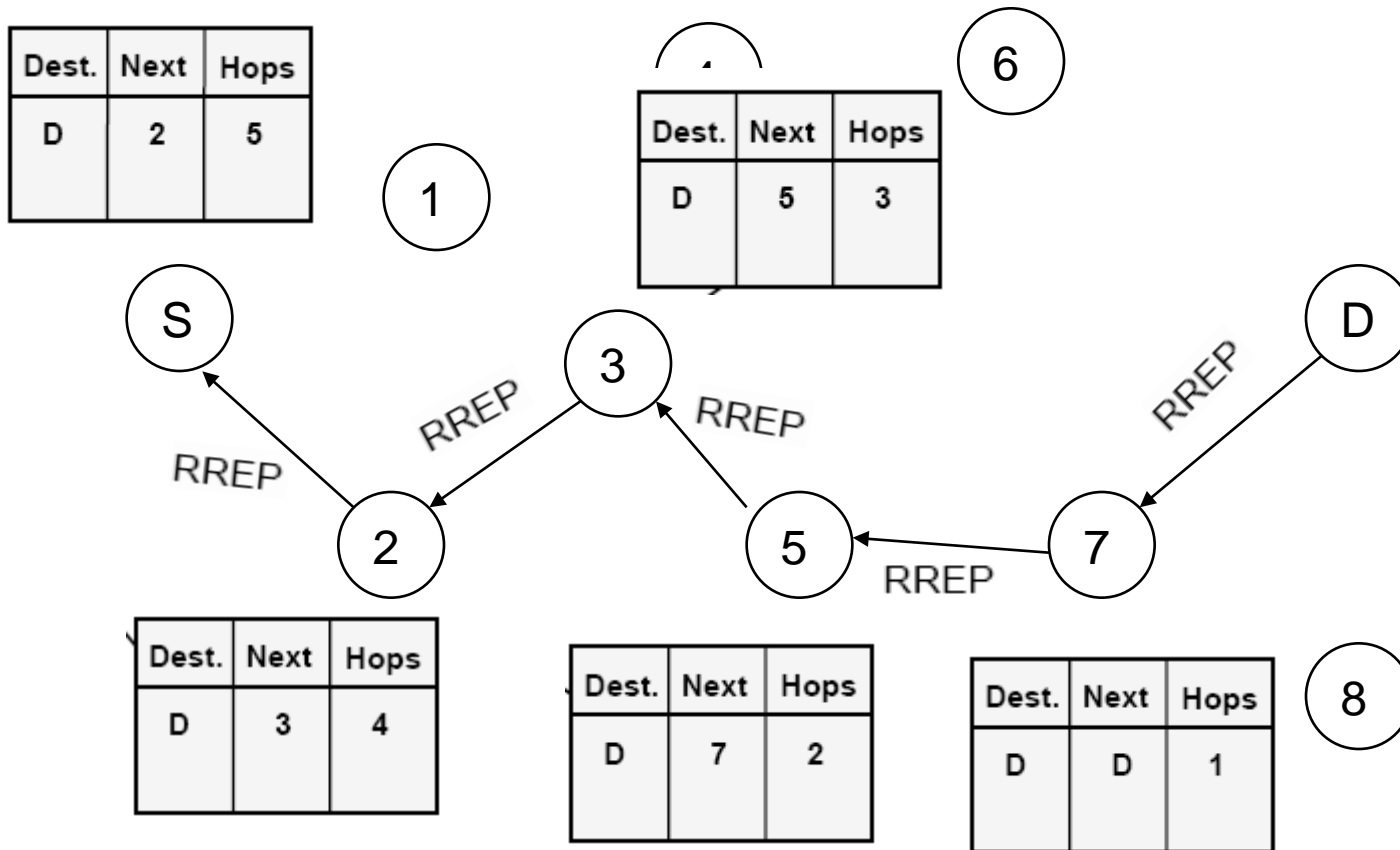 6
Dest. Next Hops
D 2 5
Dest. Next Hops
D 5 3
1
S
3
D
RREP
RREP
RREP
RREP
2
5
7
RREP
Dest. Next Hops
D 3 4
Dest. Next Hops
D 7 2
Dest. Next Hops
D D 1
8